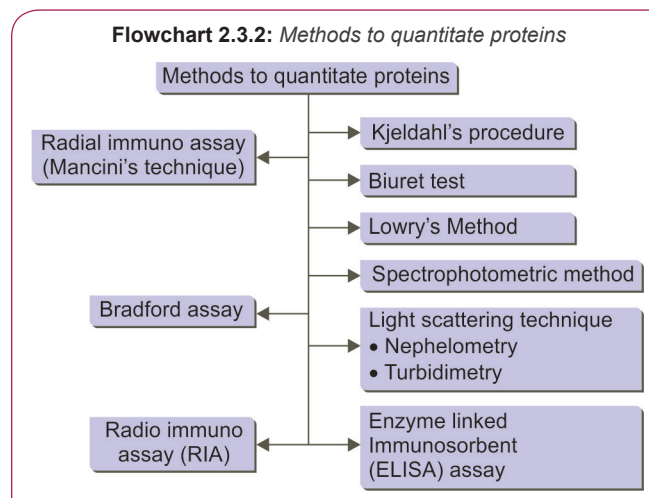 Flowchart 2.3.2: Methods to quantitate proteins
Methods to quantitate proteins
Radial immuno assay
(Mancini's technique)
Kjeldahl's procedure
Biuret test
Lowry's Method
Spectrophotometric method
Bradford assay
Light scattering technique
• Nephelometry
• Turbidimetry
Radio immuno
assay (RIA)
Enzyme linked
Immunosorbent
(ELISA) assay